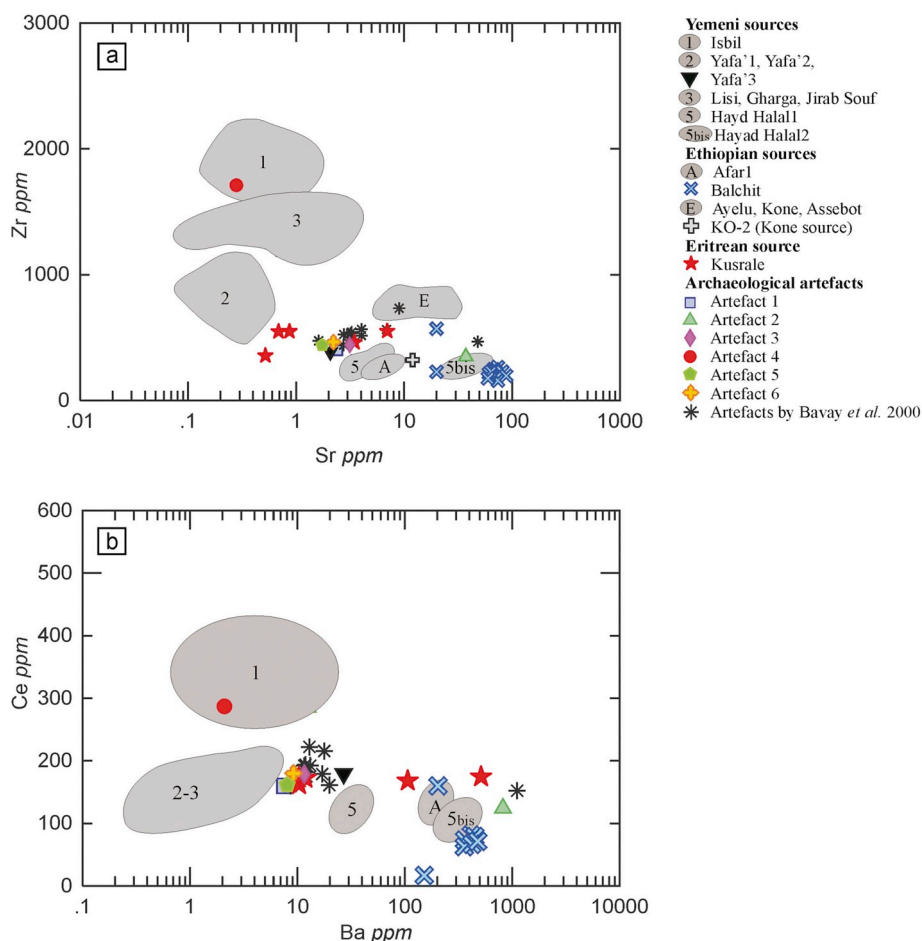 3000
a
2000
1000
0
Zr ppm
1
3
2
E
5
A
5bis
.01
.1
1
10
100
1000
Sr ppm
Yemeni sources
1 Isbil
2 Yafa'1, Yafa'2,
Yafa'3
3 Lisi, Gharga, Jirab Souf
5 Hayd Halal1
5bis Hayad Halal2
Ethiopian sources
A Afar1
Balchit
E Ayelu, Kone, Assebot
KO-2 (Kone source)
Eritrean source
Kusrale
Archaeological artefacts
Artefact 1
Artefact 2
Artefact 3
Artefact 4
Artefact 5
Artefact 6
Artefacts by Bavay et al. 2000
600
b
500
400
300
200
100
0
Ce ppm
1
2-3
5
A
5bis
.1
1
10
100
1000
10000
Ba ppm